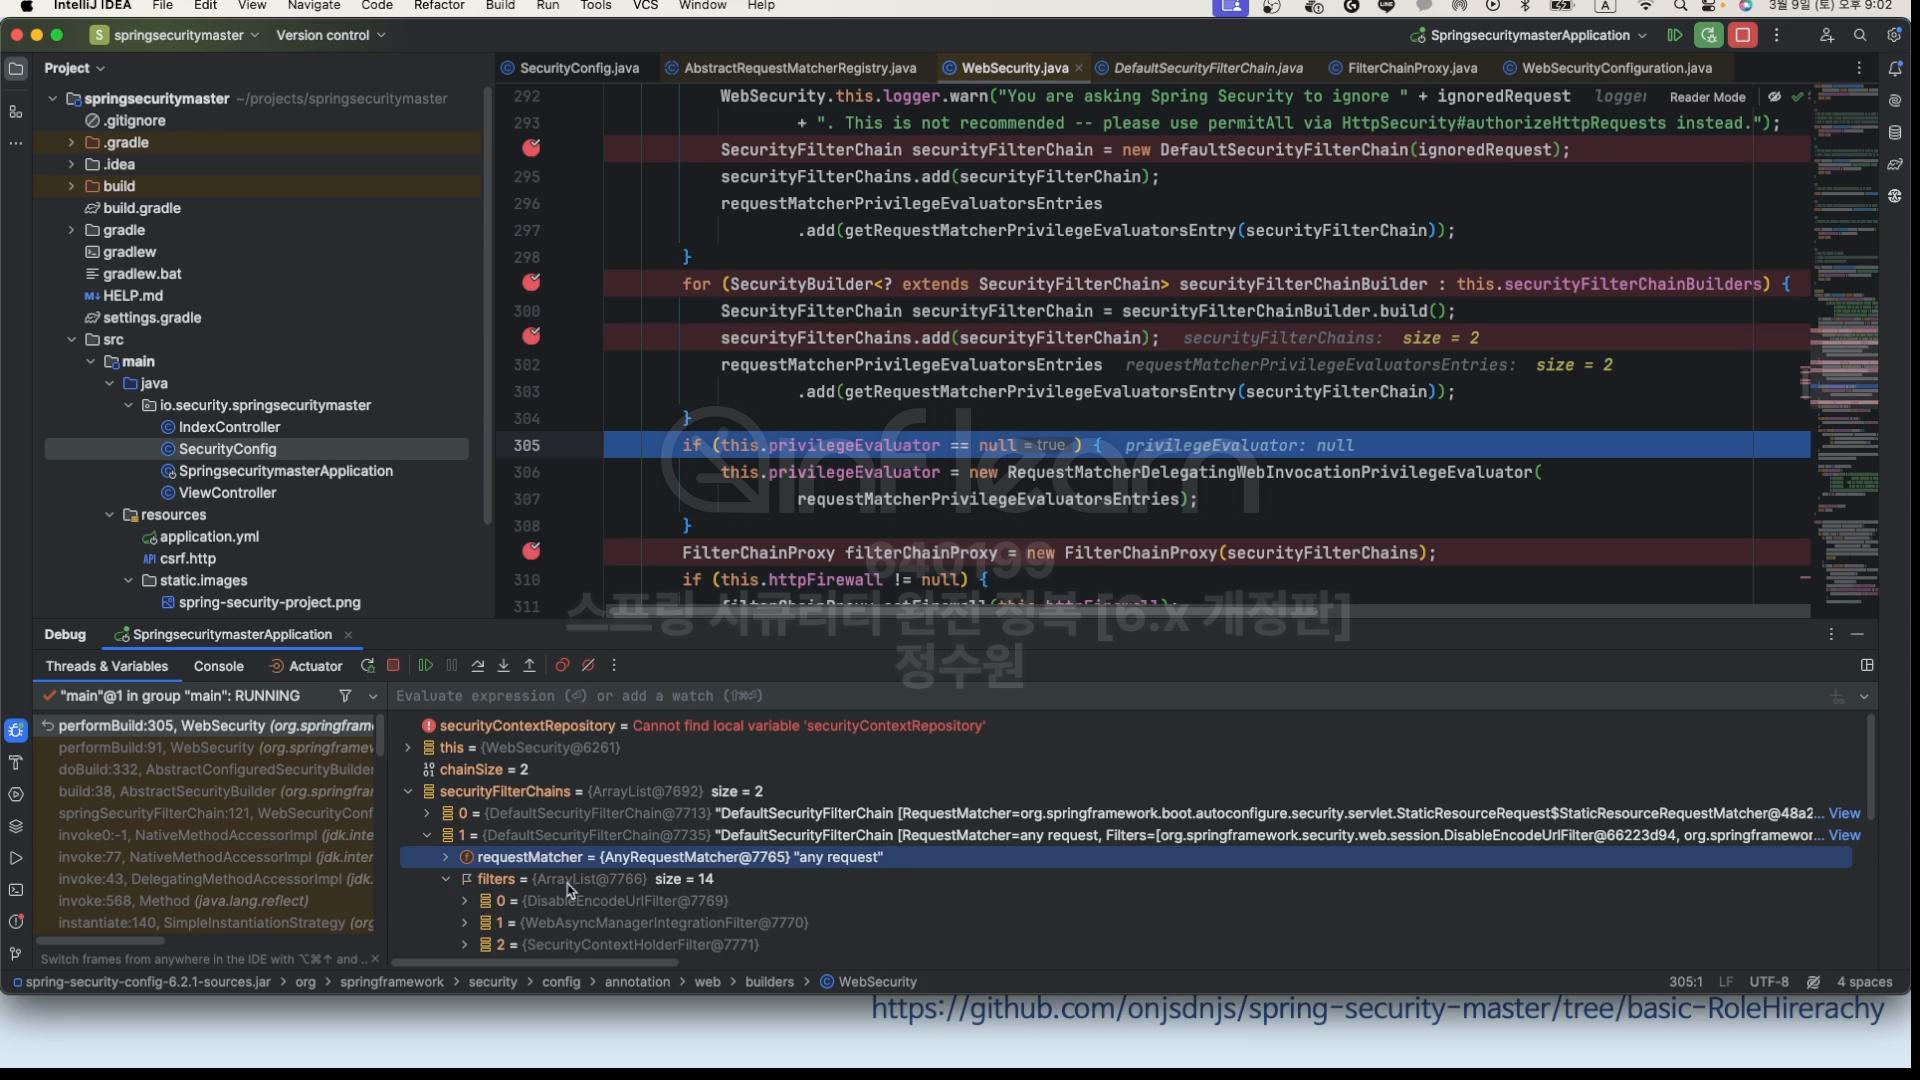 IntelliJ IDEA File Edit View Navigate Code Refactor Build Run Tools VCS Window Help
3월 9일 (토) 오후 9:02
S springsecuritymaster Version control SpringsecuritymasterApplication
Project
springsecuritymaster ~/projects/springsecuritymaster
.gitignore
.gradle
.idea
build
build.gradle
gradle
gradlew
gradlew.bat
HELP.md
settings.gradle
src
main
java
io.security.springsecuritymaster
IndexController
SecurityConfig
SpringsecuritymasterApplication
ViewController
resources
application.yml
csrf.http
static.images
spring-security-project.png
SecurityConfig.java AbstractRequestMatcherRegistry.java WebSecurity.java DefaultSecurityFilterChain.java FilterChainProxy.java WebSecurityConfiguration.java
Reader Mode
292 WebSecurity.this.logger.warn("You are asking Spring Security to ignore " + ignoredRequest logger
293 + ". This is not recommended -- please use permitAll via HttpSecurity#authorizeHttpRequests instead.");
SecurityFilterChain securityFilterChain = new DefaultSecurityFilterChain(ignoredRequest);
295 securityFilterChains.add(securityFilterChain);
296 requestMatcherPrivilegeEvaluatorsEntries
297 .add(getRequestMatcherPrivilegeEvaluatorsEntry(securityFilterChain));
298 }
for (SecurityBuilder<? extends SecurityFilterChain> securityFilterChainBuilder : this.securityFilterChainBuilders) {
300 SecurityFilterChain securityFilterChain = securityFilterChainBuilder.build();
securityFilterChains.add(securityFilterChain); securityFilterChains: size = 2
302 requestMatcherPrivilegeEvaluatorsEntries requestMatcherPrivilegeEvaluatorsEntries: size = 2
303 .add(getRequestMatcherPrivilegeEvaluatorsEntry(securityFilterChain));
304 }
305 if (this.privilegeEvaluator == null = true ) { privilegeEvaluator: null
306 this.privilegeEvaluator = new RequestMatcherDelegatingWebInvocationPrivilegeEvaluator(
307 requestMatcherPrivilegeEvaluatorsEntries);
308 }
FilterChainProxy filterChainProxy = new FilterChainProxy(securityFilterChains);
310 if (this.httpFirewall != null) {
311 filterChainProxy.setFirewall(this.httpFirewall);
inflearn
640199
스프링 시큐리티 완전 정복 [6.x 개정판]
정수원
Debug SpringsecuritymasterApplication
Threads & Variables Console Actuator
"main"@1 in group "main": RUNNING
performBuild:305, WebSecurity (org.springfram
performBuild:91, WebSecurity (org.springframew
doBuild:332, AbstractConfiguredSecurityBuilder
build:38, AbstractSecurityBuilder (org.springfram
springSecurityFilterChain:121, WebSecurityConf
invoke0:-1, NativeMethodAccessorImpl (jdk.inte
invoke:77, NativeMethodAccessorImpl (jdk.inter
invoke:43, DelegatingMethodAccessorImpl (jdk.
invoke:568, Method (java.lang.reflect)
instantiate:140, SimpleInstantiationStrategy (org
Switch frames from anywhere in the IDE with ⌥⌘↑ and ..
Evaluate expression (⏎) or add a watch (⇧⌘⏎)
securityContextRepository = Cannot find local variable 'securityContextRepository'
this = {WebSecurity@6261}
chainSize = 2
securityFilterChains = {ArrayList@7692} size = 2
0 = {DefaultSecurityFilterChain@7713} "DefaultSecurityFilterChain [RequestMatcher=org.springframework.boot.autoconfigure.security.servlet.StaticResourceRequest$StaticResourceRequestMatcher@48a2... View
1 = {DefaultSecurityFilterChain@7735} "DefaultSecurityFilterChain [RequestMatcher=any request, Filters=[org.springframework.security.web.session.DisableEncodeUrlFilter@66223d94, org.springframewor... View
requestMatcher = {AnyRequestMatcher@7765} "any request"
filters = {ArrayList@7766} size = 14
0 = {DisableEncodeUrlFilter@7769}
1 = {WebAsyncManagerIntegrationFilter@7770}
2 = {SecurityContextHolderFilter@7771}
spring-security-config-6.2.1-sources.jar > org > springframework > security > config > annotation > web > builders > WebSecurity
305:1 LF UTF-8 4 spaces
https://github.com/onjsdnjs/spring-security-master/tree/basic-RoleHirerachy